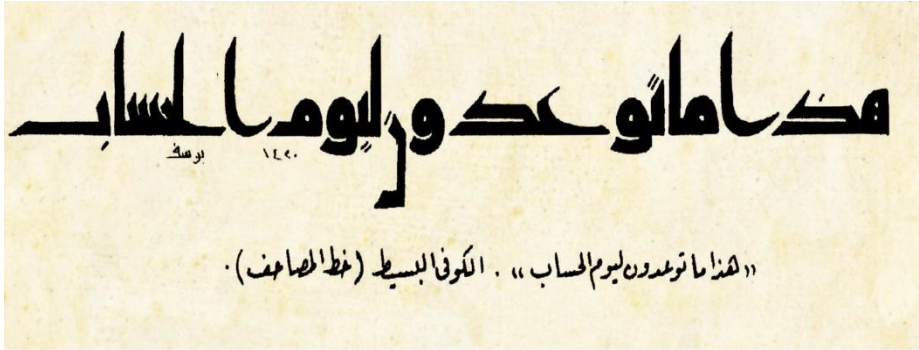 هذا ما توعدون ليوم الحساب
يوسف ١٤٢٠
«هذا ما توعدون ليوم الحساب» . الكوفي البسيط (خط المصاحف) .